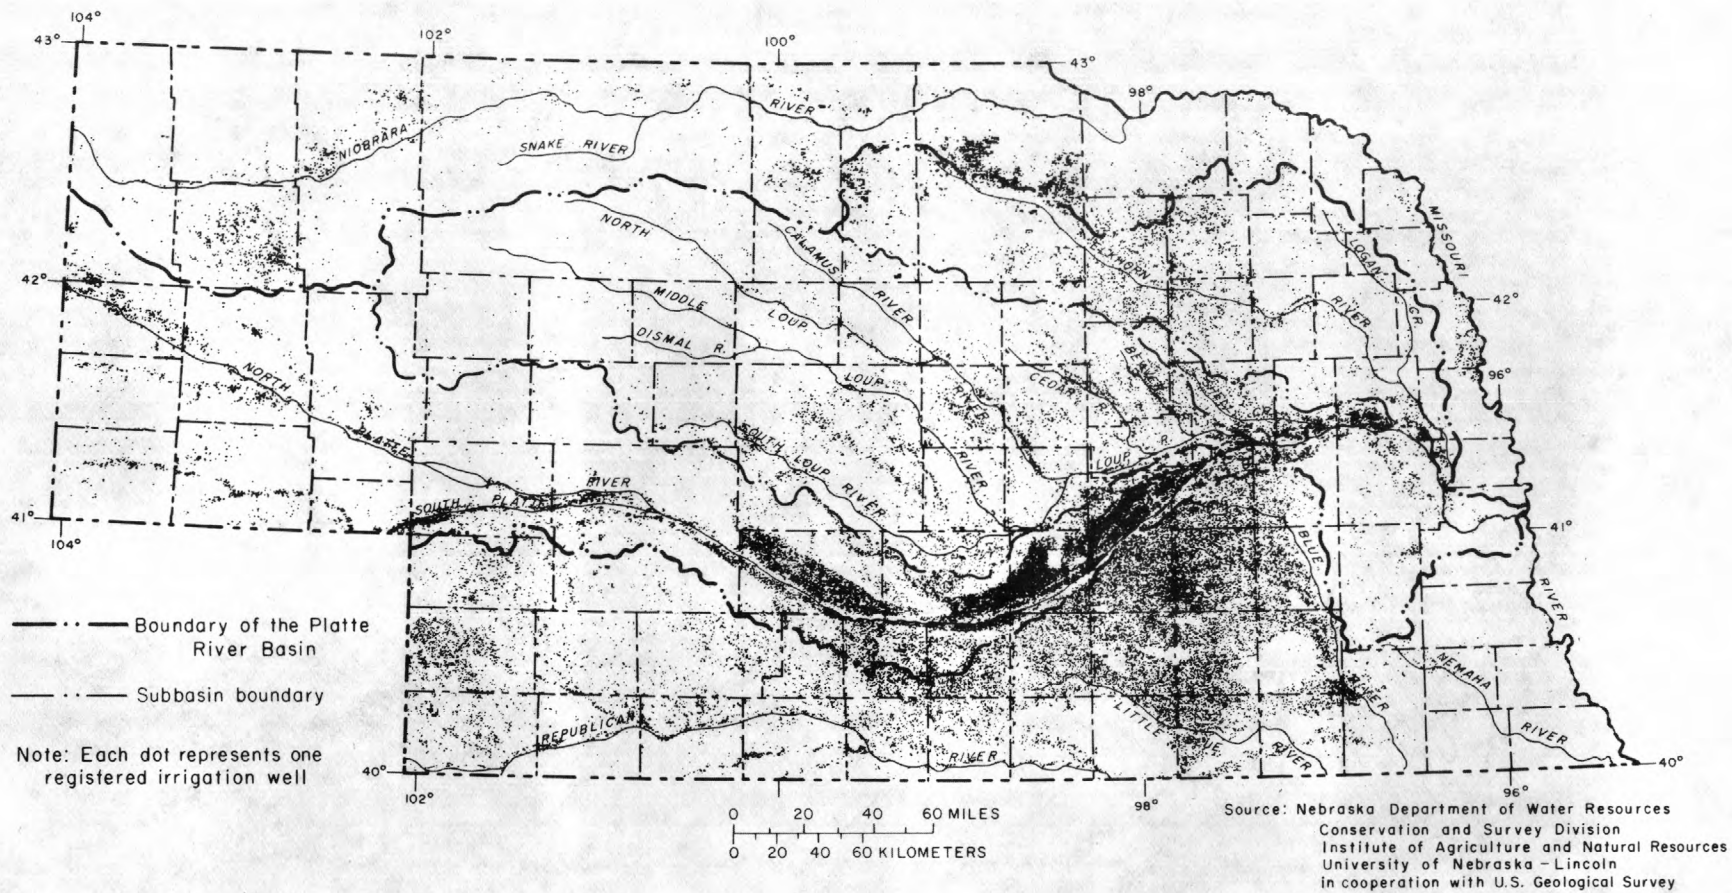 104°
43°
102°
100°
43°
98°
NIOBRARA
RIVER
SNAKE RIVER
NORTH
CALAMUS
RIVER
ELKHORN
RIVER
LOGAN
CR.
MISSOURI
42°
42°
MIDDLE
LOUP
DISMAL R.
LOUP
RIVER
RIVER
CEDAR
R.
96°
NORTH
PLATTE
RIVER
SOUTH PLATTE
SOUTH
LOUP
RIVER
LOUP
R.
CR.
41°
104°
41°
BLUE
RIVER
RIVER
NEMAHA
RIVER
REPUBLICAN
RIVER
LITTLE
BLUE
RIVER
40°
102°
98°
96°
40°
Boundary of the Platte
River Basin
Subbasin boundary
Note: Each dot represents one
registered irrigation well
0 20 40 60 MILES
0 20 40 60 KILOMETERS
Source: Nebraska Department of Water Resources
Conservation and Survey Division
Institute of Agriculture and Natural Resources
University of Nebraska – Lincoln
in cooperation with U.S. Geological Survey